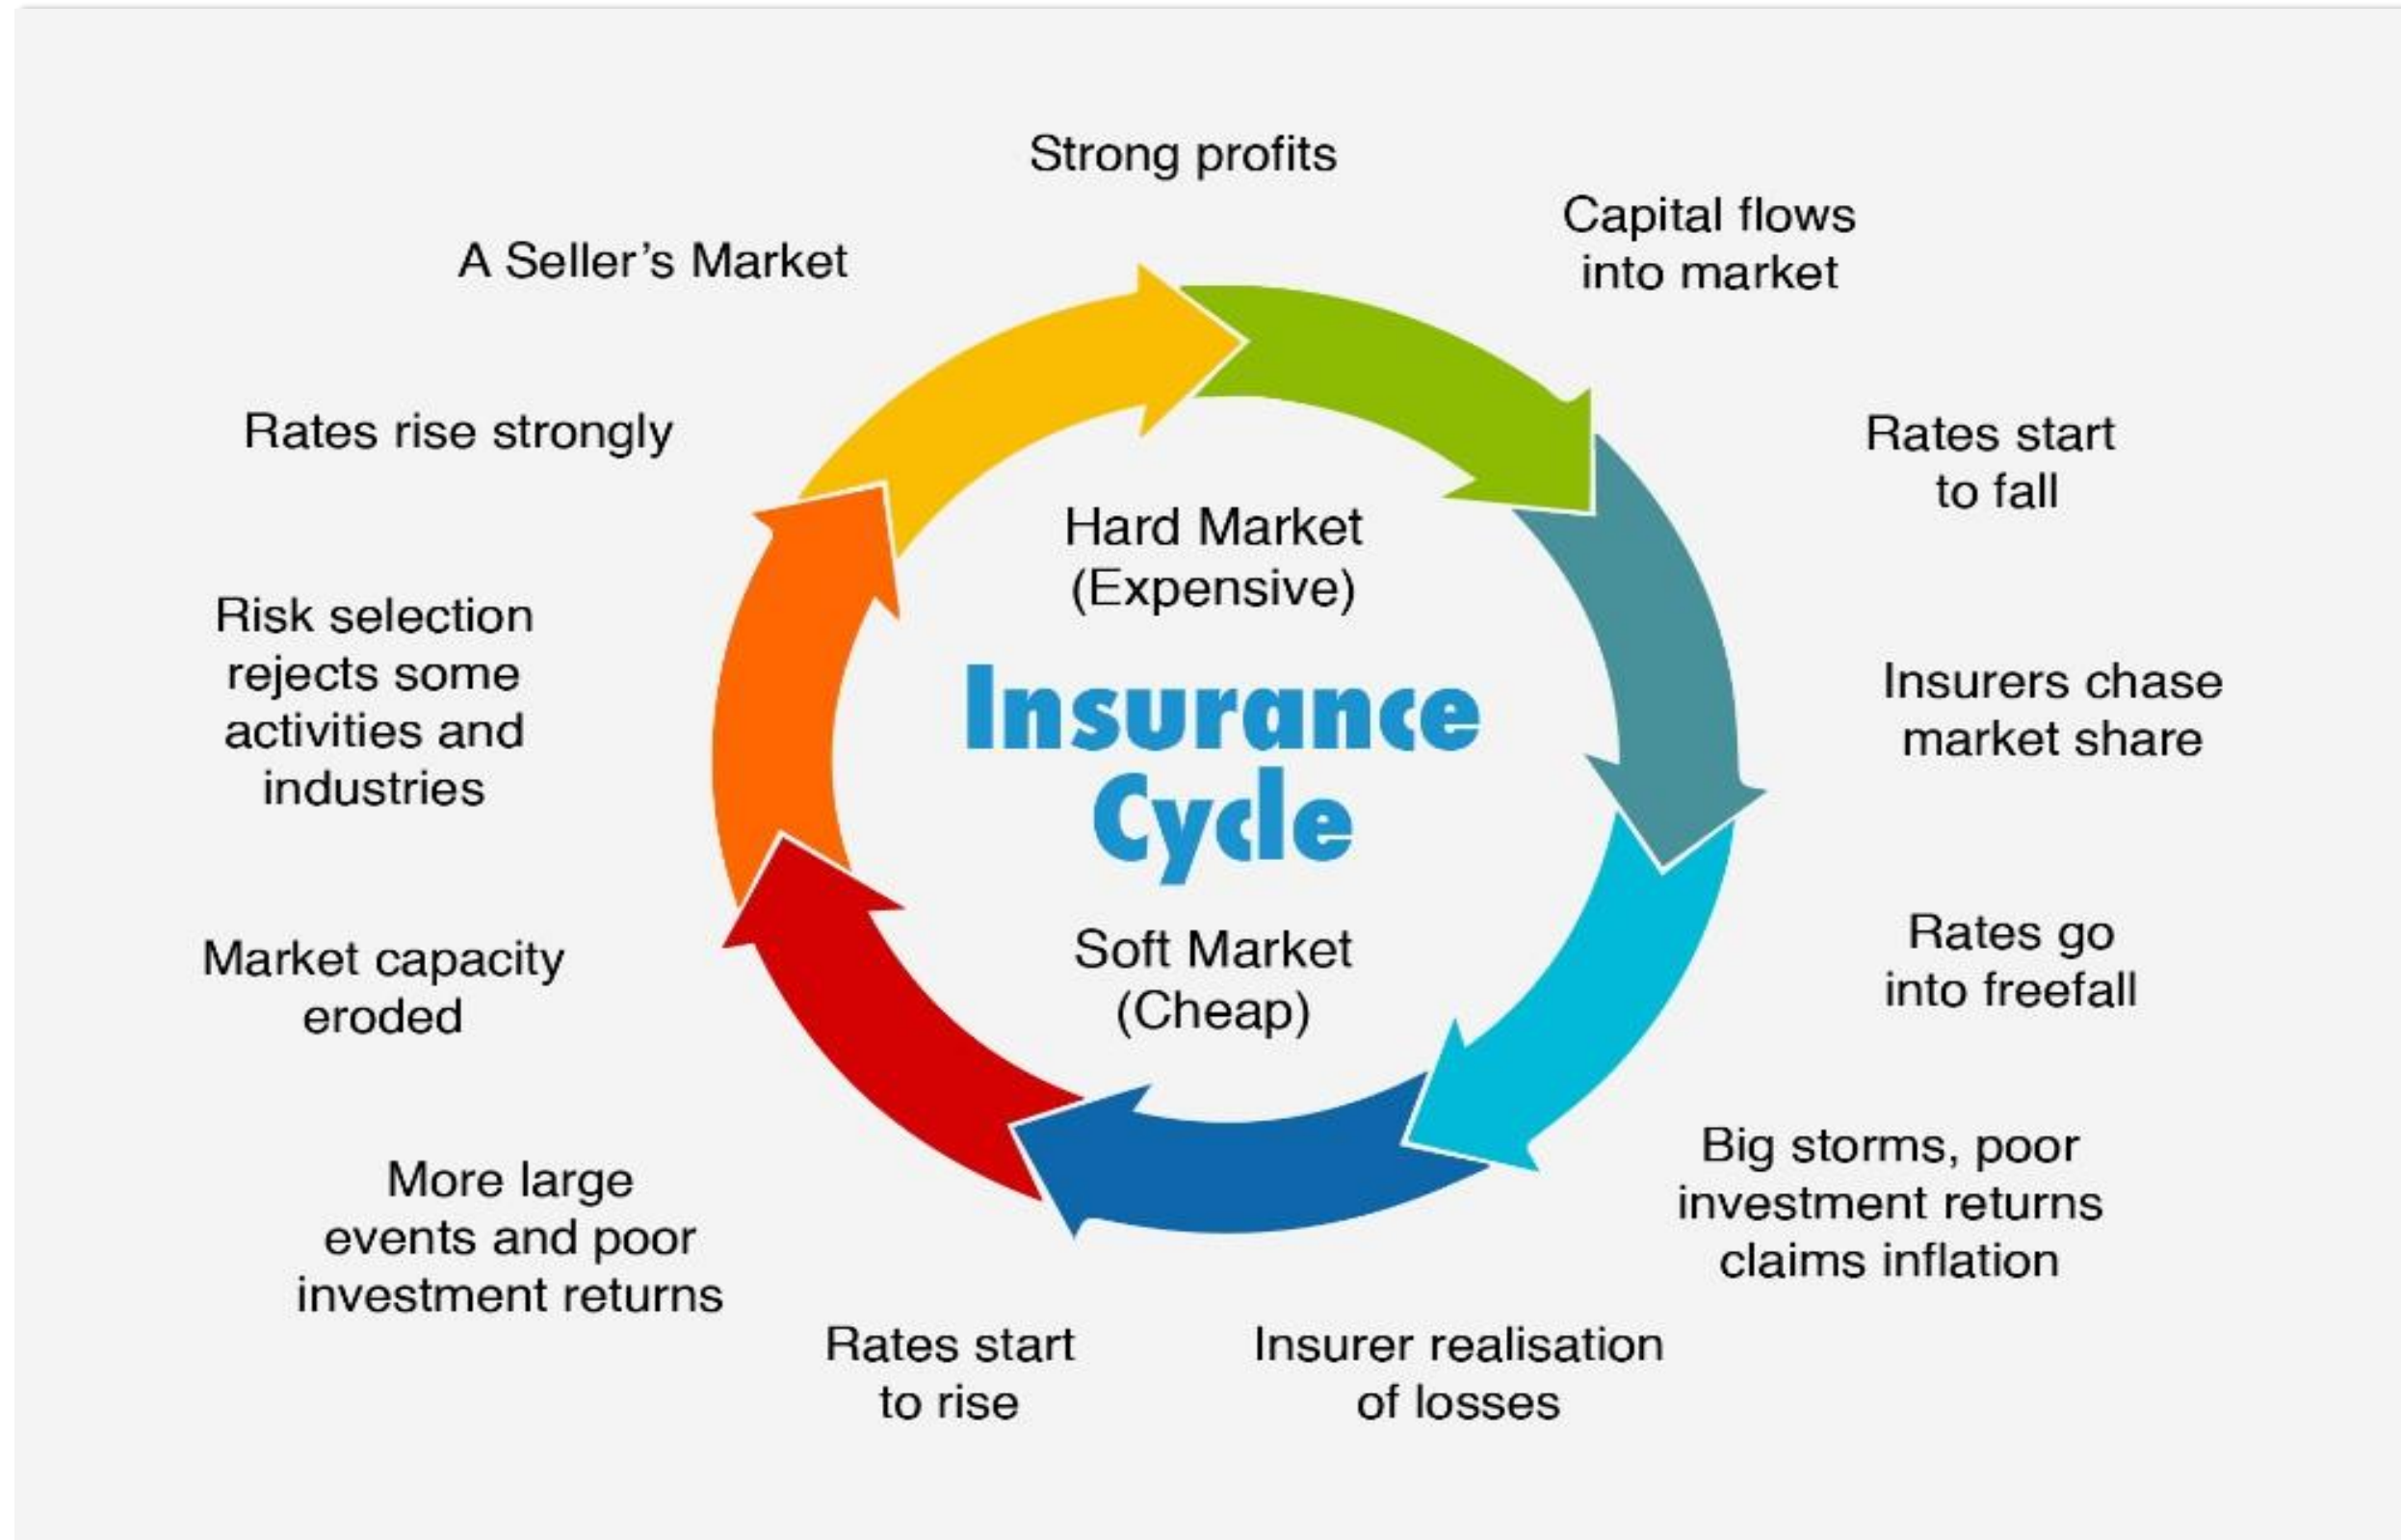 Strong profits
Capital flows
into market
Rates start
to fall
Insurers chase
market share
Rates go
into freefall
Big storms, poor
investment returns
claims inflation
Insurer realisation
of losses
Rates start
to rise
More large
events and poor
investment returns
Market capacity
eroded
Risk selection
rejects some
activities and
industries
Rates rise strongly
A Seller’s Market
Hard Market
(Expensive)
Insurance
Cycle
Soft Market
(Cheap)